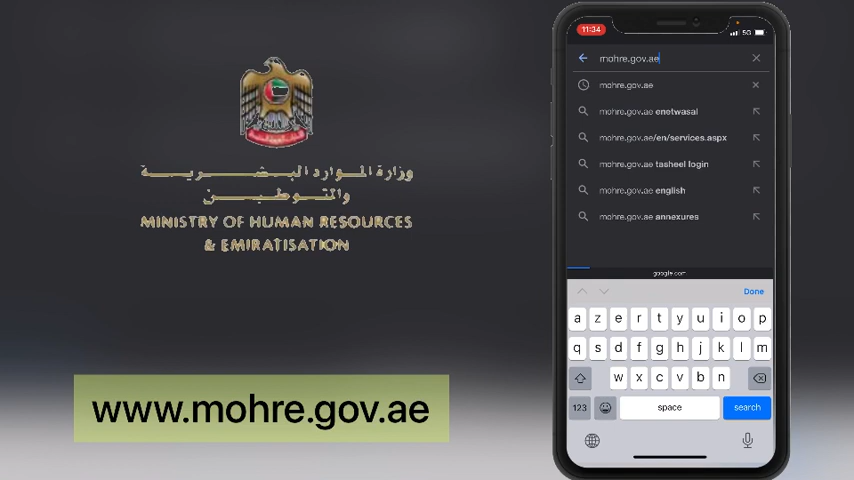 وزارة الموارد البشرية
والتوطين
MINISTRY OF HUMAN RESOURCES
& EMIRATISATION
www.mohre.gov.ae
11:34
5G
mohre.gov.ae
mohre.gov.ae
mohre.gov.ae enetwasal
mohre.gov.ae/en/services.aspx
mohre.gov.ae tasheel login
mohre.gov.ae english
mohre.gov.ae annexures
google.com
Done
a z e r t y u i o p
q s d f g h j k l m
w x c v b n
123 space search